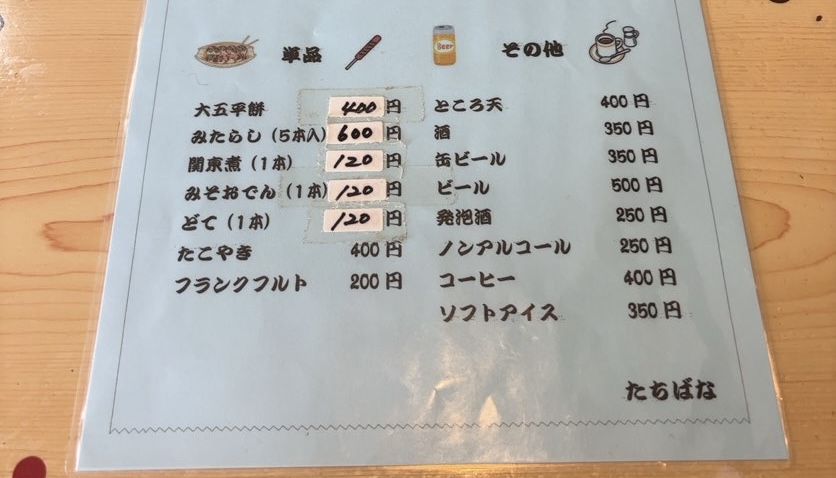 単品
大五平餅 400円
みたらし（5本入） 600円
関東煮（1本） 120円
みそおでん（1本） 120円
どて（1本） 120円
たこやき 400円
フランクフルト 200円
Beer
その他
ところ天 400円
酒 350円
缶ビール 350円
ビール 500円
発泡酒 250円
ノンアルコール 250円
コーヒー 400円
ソフトアイス 350円
たちばな